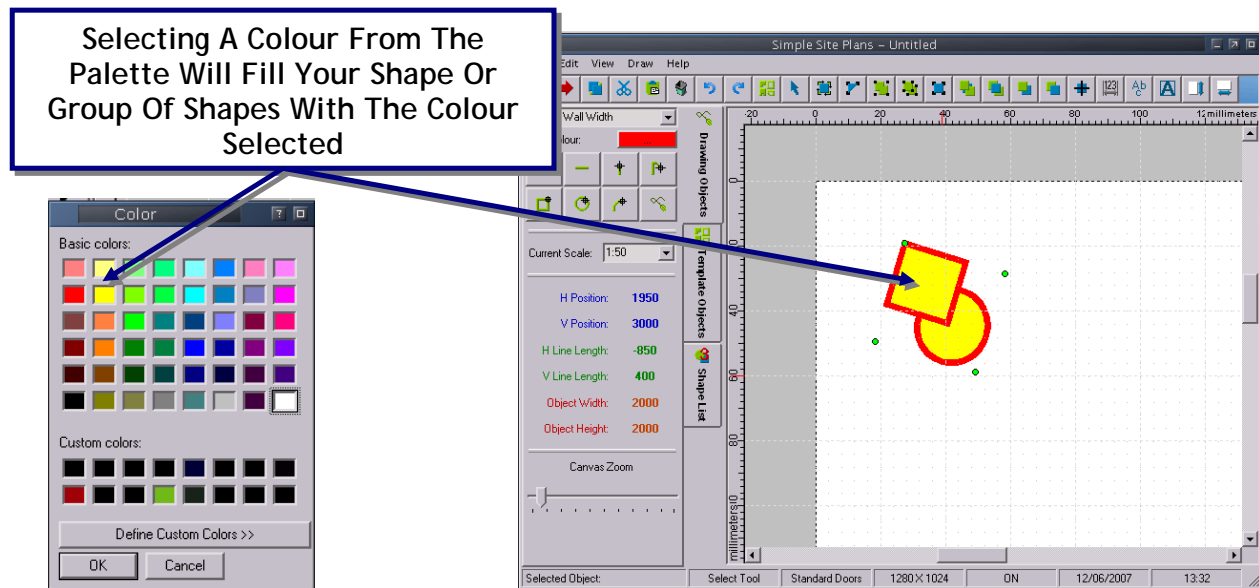 Selecting A Colour From The
Palette Will Fill Your Shape Or
Group Of Shapes With The Colour
Selected
Color
Basic colors:
Custom colors:
Define Custom Colors >>
OK
Cancel
Simple Site Plans - Untitled
Edit View Draw Help
Wall Width
...
Current Scale: 1:50
H Position: 1950
V Position: 3000
H Line Length: -850
V Line Length: 400
Object Width: 2000
Object Height: 2000
Canvas Zoom
Drawing Objects
Template Objects
Shape List
-20 0 20 40 60 80 100 12 millimeters
0
40
60
80
millimeters
Selected Object:
Select Tool
Standard Doors
1280 X 1024
ON
12/06/2007
13:32